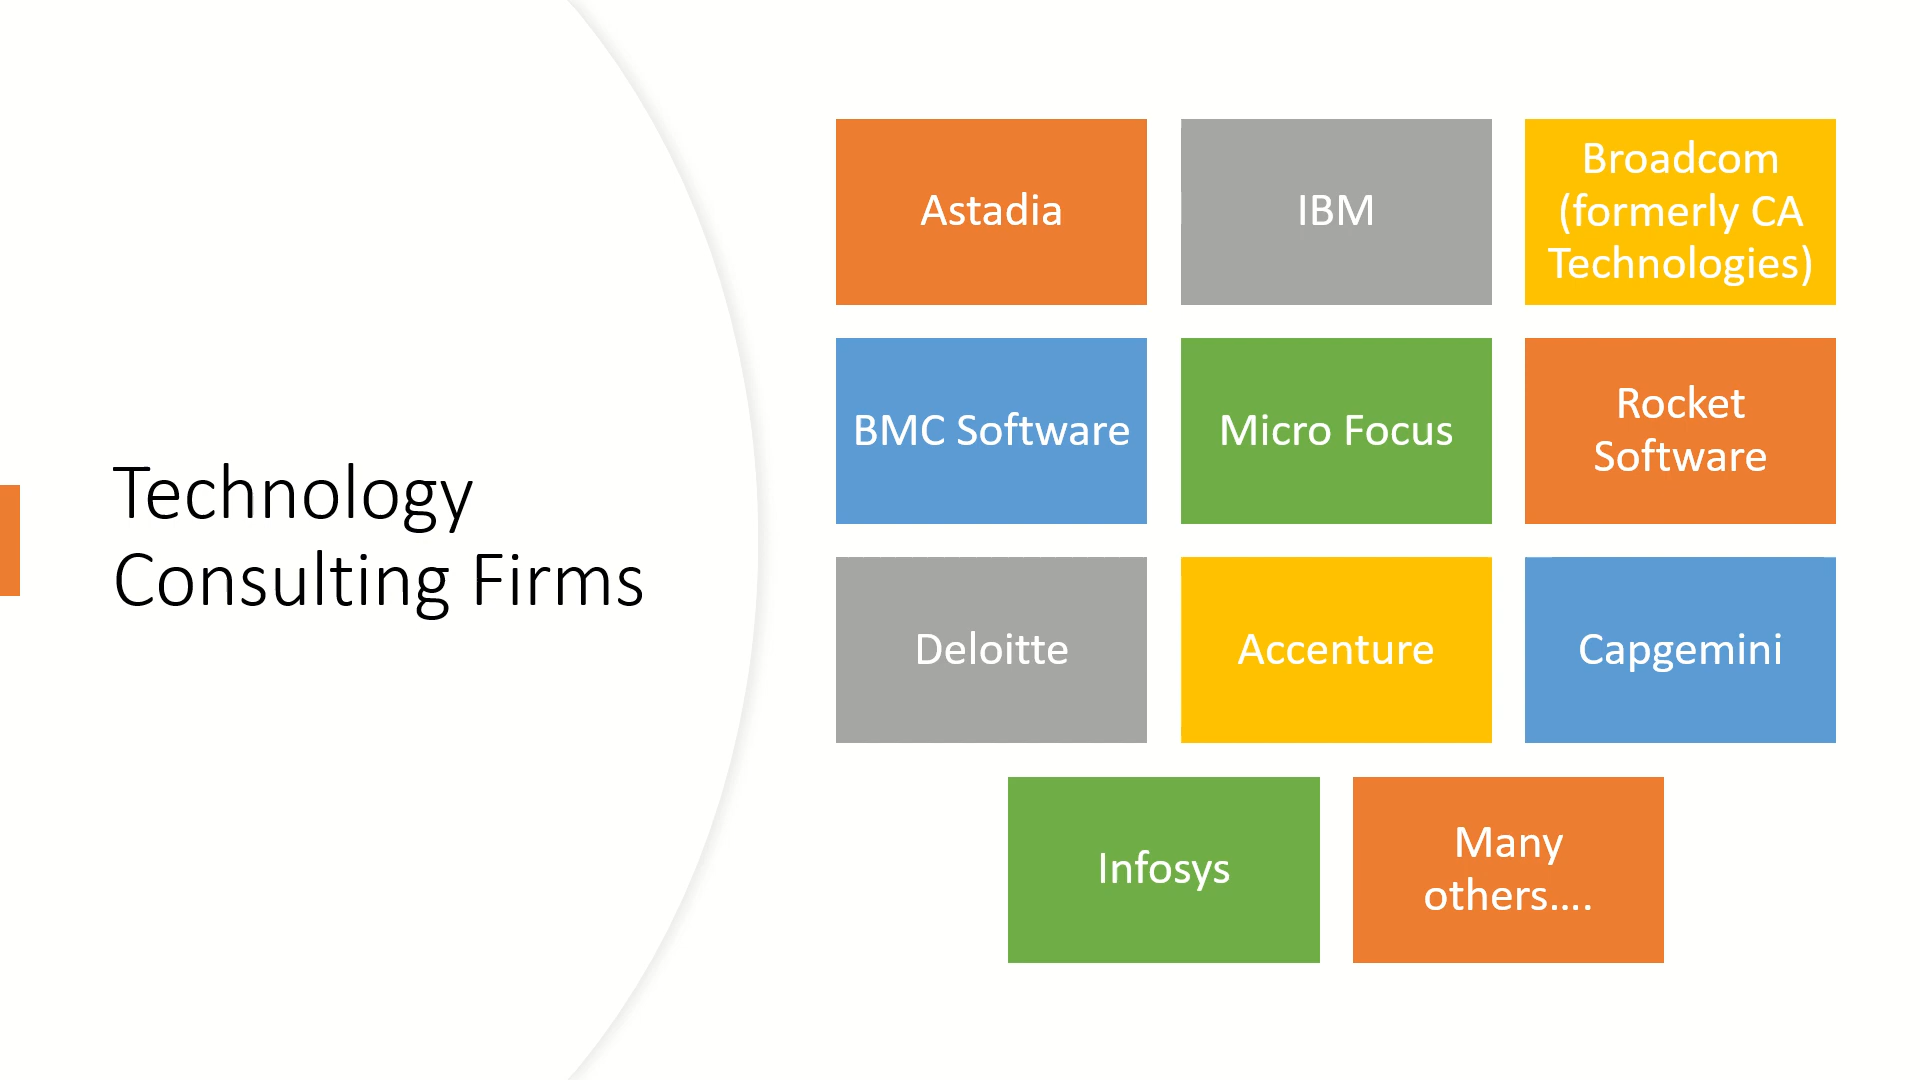 Technology
Consulting Firms
Astadia
IBM
Broadcom
(formerly CA
Technologies)
BMC Software
Micro Focus
Rocket
Software
Deloitte
Accenture
Capgemini
Infosys
Many
others....